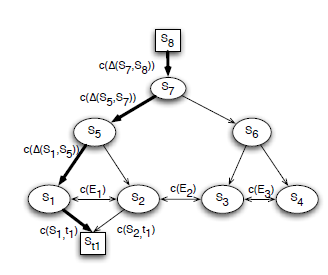 S8
c(Δ(S7,S8))
S7
c(Δ(S5,S7))
S5
S6
c(Δ(S1,S5))
S1
c(E1)
S2
c(E2)
S3
c(E3)
S4
c(S1,t1)
St1
c(S2,t1)